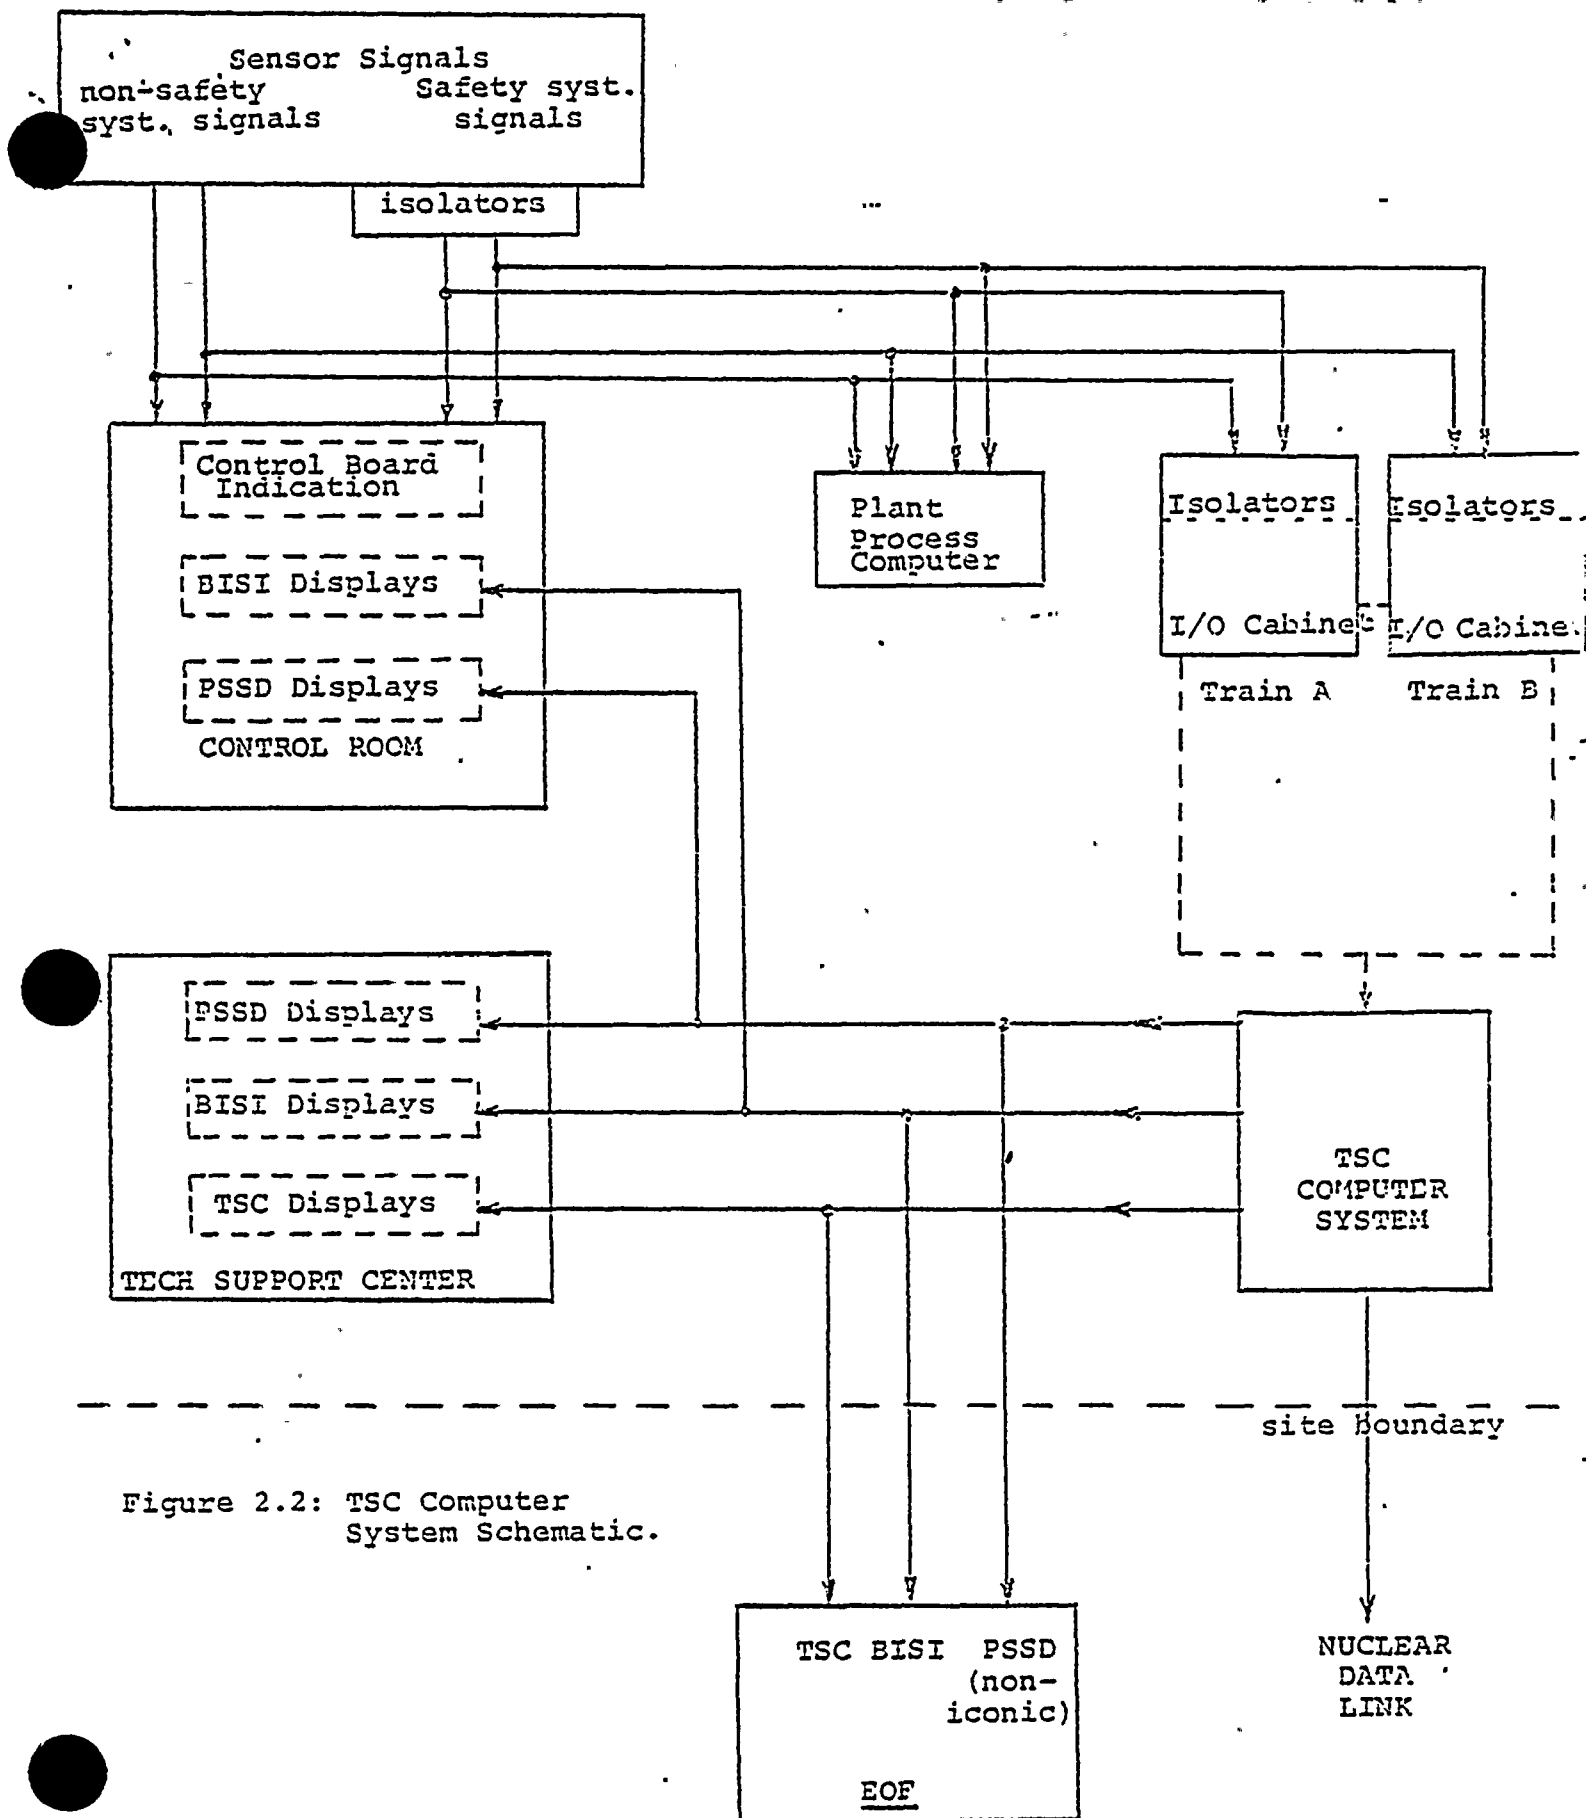 Sensor Signals
non-safety
syst. signals
Safety syst.
signals
isolators
Control Board
Indication
BISI Displays
PSSD Displays
CONTROL ROOM
Plant
Process
Computer
Isolators
I/O Cabinet
Train A
Isolators
I/O Cabine
Train B
PSSD Displays
BISI Displays
TSC Displays
TECH SUPPORT CENTER
TSC
COMPUTER
SYSTEM
site boundary
Figure 2.2: TSC Computer
System Schematic.
TSC BISI PSSD
(non-
iconic)
EOF
NUCLEAR
DATA
LINK